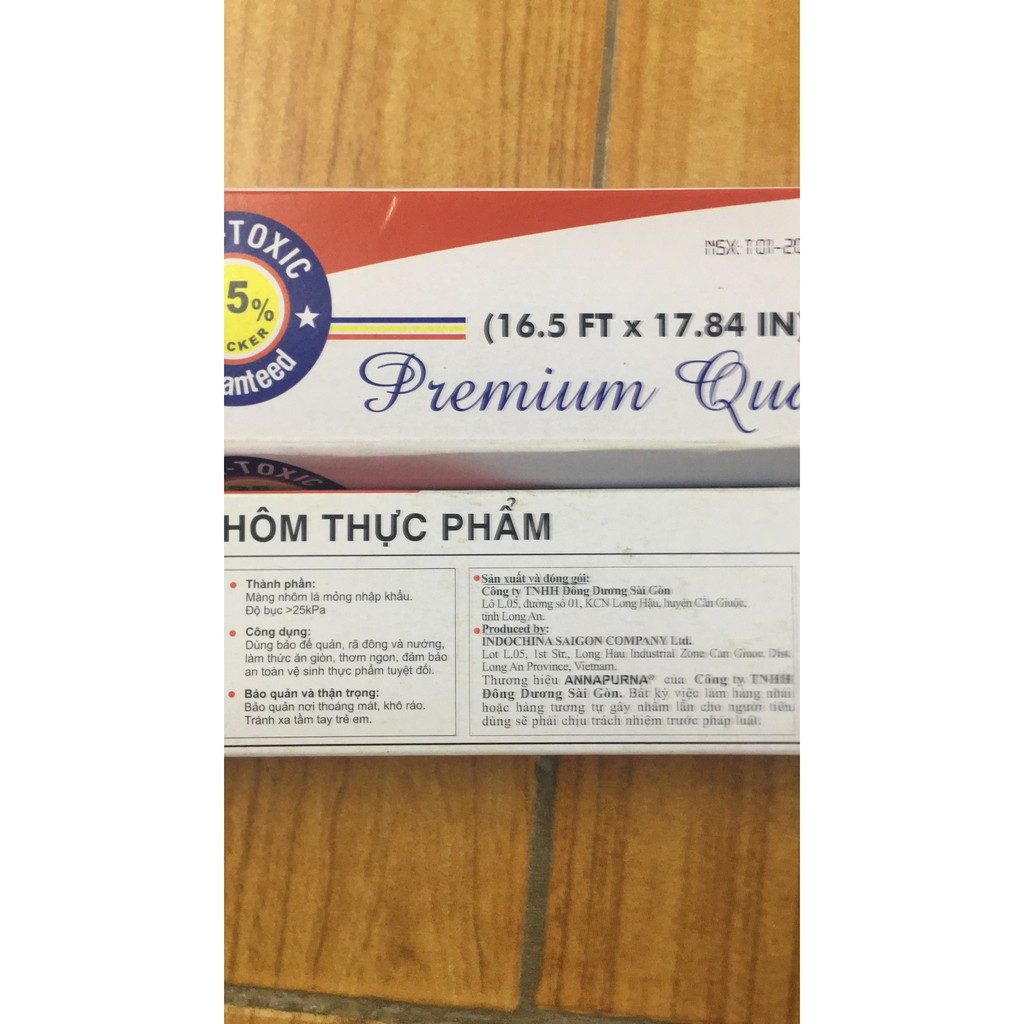 -TOXIC
5%
CKER
anteed
NSX: T01-20
(16.5 FT x 17.84 IN)
Premium Qua
-TOXIC
HÔM THỰC PHẨM
Thành phần:
Màng nhôm lá mỏng nhập khẩu.
Độ bục >25kPa
Công dụng:
Dùng bảo để quản, rã đông và nướng,
làm thức ăn giòn, thơm ngon, đảm bảo
an toàn vệ sinh thực phẩm tuyệt đối.
Bảo quản và thận trọng:
Bảo quản nơi thoáng mát, khô ráo.
Tránh xa tầm tay trẻ em.
Sản xuất và đóng gói:
Công ty TNHH Đông Dương Sài Gòn
Lô L.05, đường số 01, KCN Long Hậu, huyện Cần Giuộc,
tỉnh Long An.
Produced by:
INDOCHINA SAIGON COMPANY Ltd.
Lot L.05, 1st Str., Long Hau Industrial Zone Can Giuoc Dist.
Long An Province, Vietnam.
Thương hiệu ANNAPURNA® của Công ty TNHH
Đông Dương Sài Gòn. Bất kỳ việc làm hàng nhái
hoặc hàng tương tự gây nhầm lẫn cho người tiêu
dùng sẽ phải chịu trách nhiệm trước pháp luật.